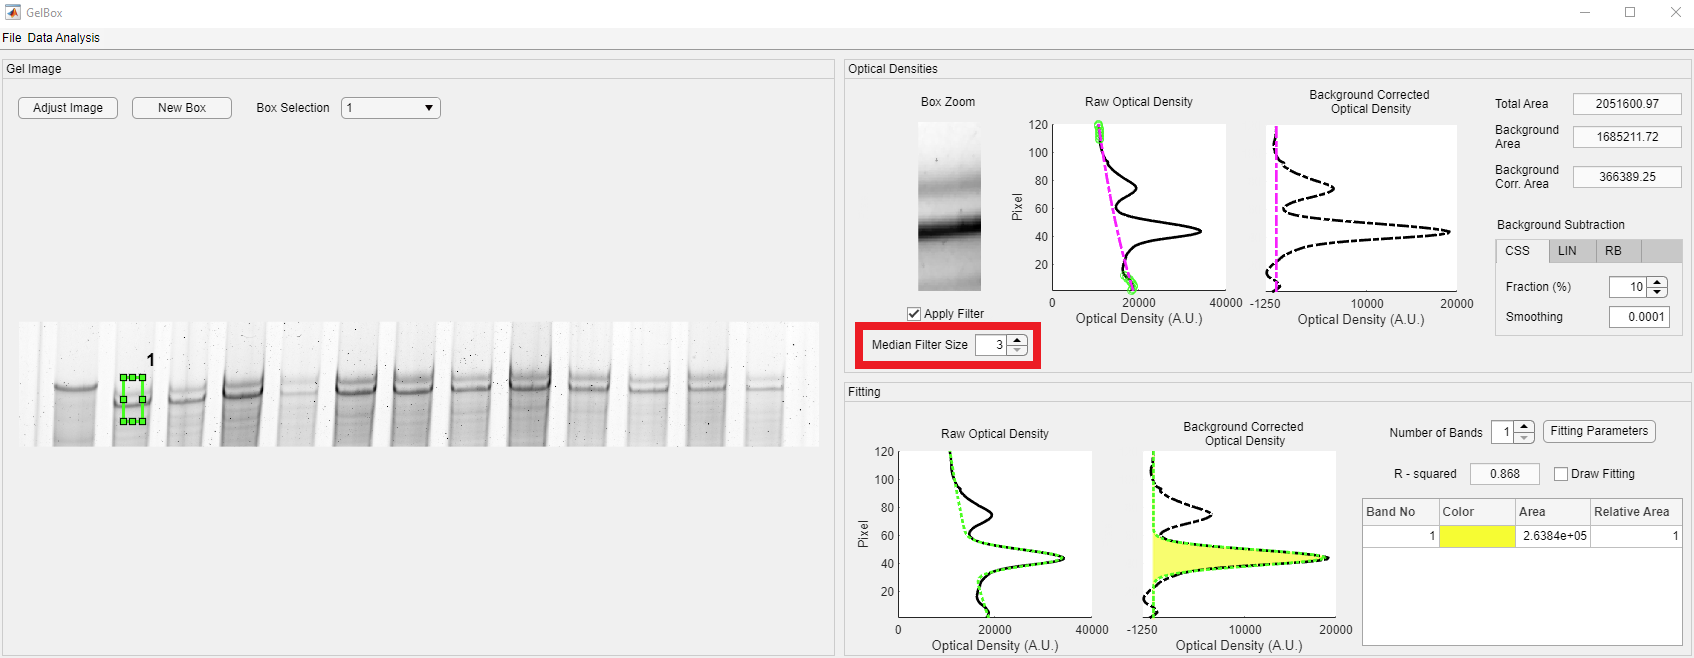 GelBox
File Data Analysis
Gel Image
Adjust Image
New Box
Box Selection
1
1
Optical Densities
Box Zoom
Apply Filter
Median Filter Size
3
Raw Optical Density
120
100
80
60
40
20
0
20000
40000
Pixel
Optical Density (A.U.)
Background Corrected
Optical Density
-1250
10000
20000
Optical Density (A.U.)
Total Area
2051600.97
Background
Area
1685211.72
Background
Corr. Area
366389.25
Background Subtraction
CSS LIN RB
Fraction (%)
10
Smoothing
0.0001
Fitting
Raw Optical Density
120
100
80
60
40
20
0
20000
40000
Pixel
Optical Density (A.U.)
Background Corrected
Optical Density
-1250
10000
20000
Optical Density (A.U.)
Number of Bands
1
Fitting Parameters
R - squared
0.868
Draw Fitting
Band No Color Area Relative Area
1 2.6384e+05 1